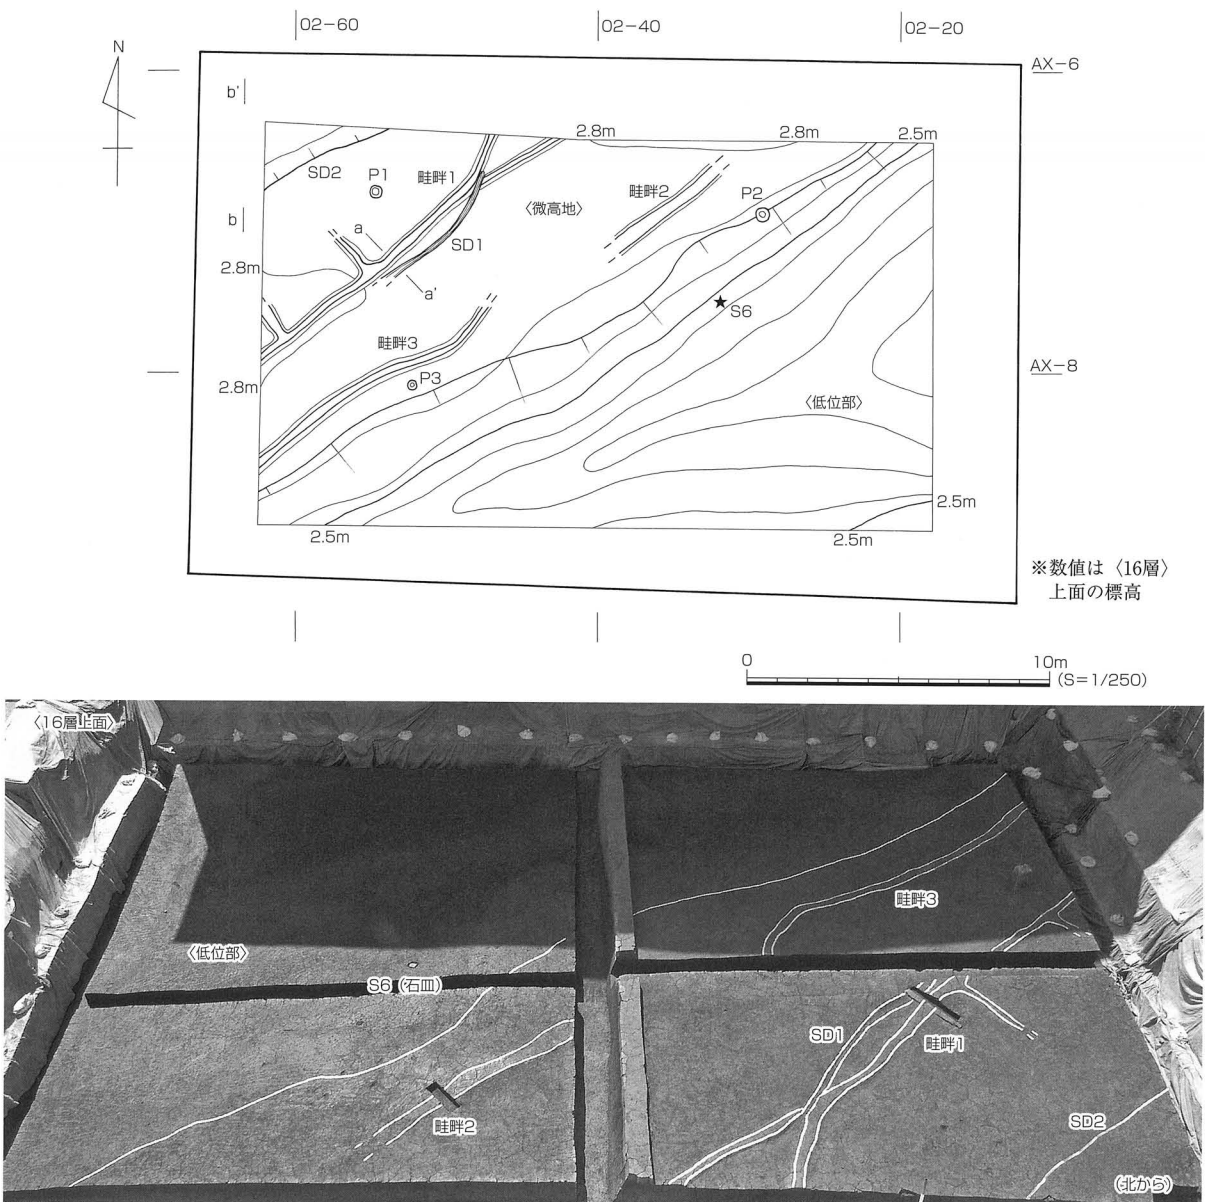 02−60
02−40
02−20
N
AX−6
b'
2.8m
2.8m
2.5m
SD2
P1
畦畔1
畦畔2
P2
〈微高地〉
b
a
SD1
2.8m
a'
S6
畦畔3
AX−8
2.8m
P3
〈低位部〉
2.5m
2.5m
2.5m
※数値は〈16層〉
上面の標高
0
10m
(S=1/250)
〈16層上面〉
畦畔3
〈低位部〉
S6（石皿）
SD1
畦畔1
畦畔2
SD2
（北から）